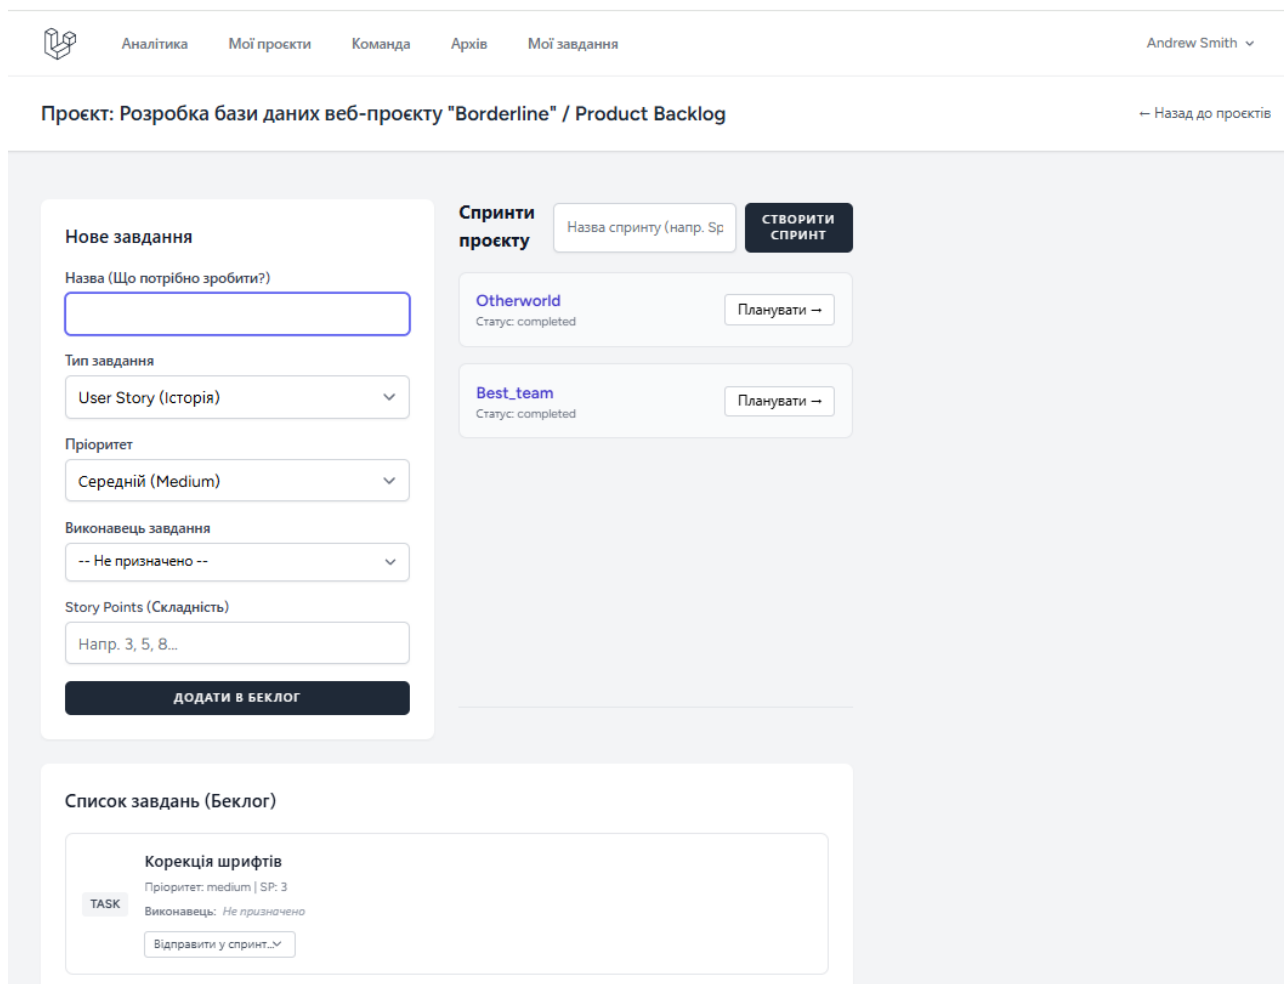 Аналітика Мої проєкти Команда Архів Мої завдання Andrew Smith
Проєкт: Розробка бази даних веб-проєкту "Borderline" / Product Backlog ← Назад до проєктів
Нове завдання
Назва (Що потрібно зробити?)
Тип завдання
User Story (Історія)
Пріоритет
Середній (Medium)
Виконавець завдання
-- Не призначено --
Story Points (Складність)
Напр. 3, 5, 8...
ДОДАТИ В БЕКЛОГ
Спринти
проєкту
Назва спринту (напр. Sp
СТВОРИТИ
СПРИНТ
Otherworld
Статус: completed
Планувати →
Best_team
Статус: completed
Планувати →
Список завдань (Беклог)
TASK
Корекція шрифтів
Пріоритет: medium | SP: 3
Виконавець: Не призначено
Відправити у спринт...